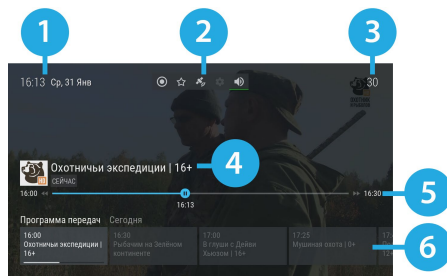 1
2
3
16:13 Ср, 31 Янв
30
Охотничьи экспедиции | 16+
4
СЕЙЧАС
16:00
16:30
5
16:13
Программа передач Сегодня
16:00
Охотничьи экспедиции |
16+
16:30
Рыбачим на Зелёном
континенте
17:00
В глуши с Дейви
Хьюзом | 16+
17:25
Мушиная охота | 0+
6